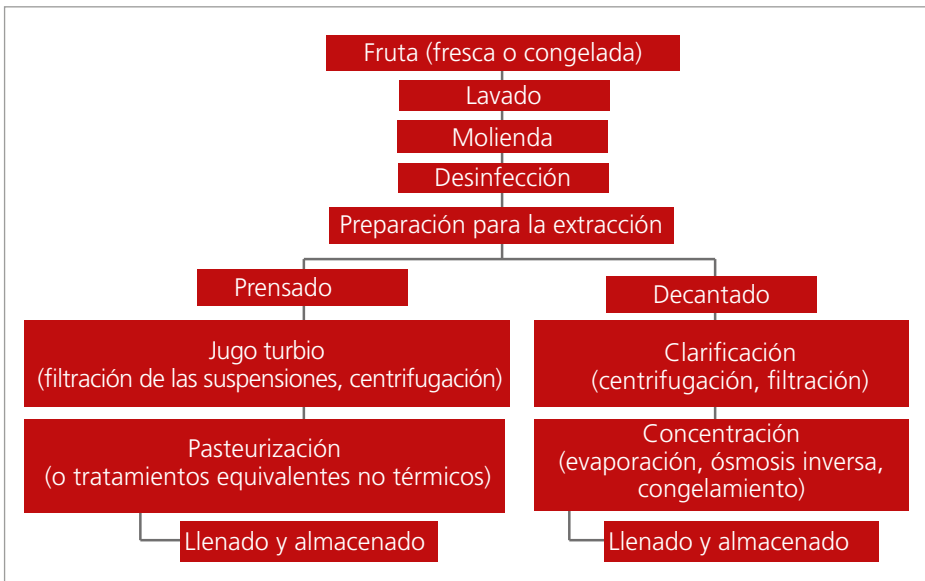 Fruta (fresca o congelada)
Lavado
Molienda
Desinfección
Preparación para la extracción
Prensado
Decantado
Jugo turbio
(filtración de las suspensiones, centrifugación)
Clarificación
(centrifugación, filtración)
Pasteurización
(o tratamientos equivalentes no térmicos)
Concentración
(evaporación, ósmosis inversa,
congelamiento)
Llenado y almacenado
Llenado y almacenado